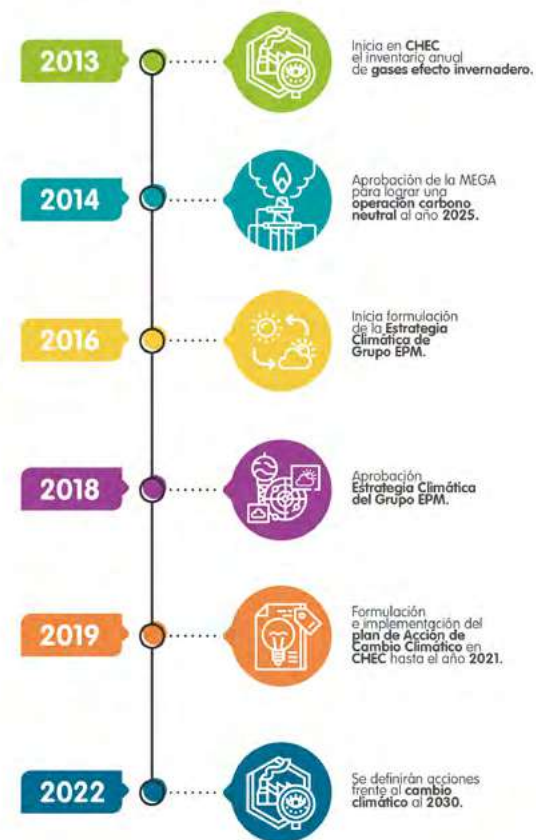 2013
Inicia en CHEC
el inventario anual
de gases efecto invernadero.
2014
Aprobación de la MEGA
para lograr una
operación carbono
neutral al año 2025.
2016
Inicia formulación
de la Estrategia
Climática de
Grupo EPM.
2018
Aprobación
Estrategia Climática
del Grupo EPM.
2019
Formulación
e implementación del
plan de Acción de
Cambio Climático en
CHEC hasta el año 2021.
2022
Se definirán acciones
frente al cambio
climático al 2030.